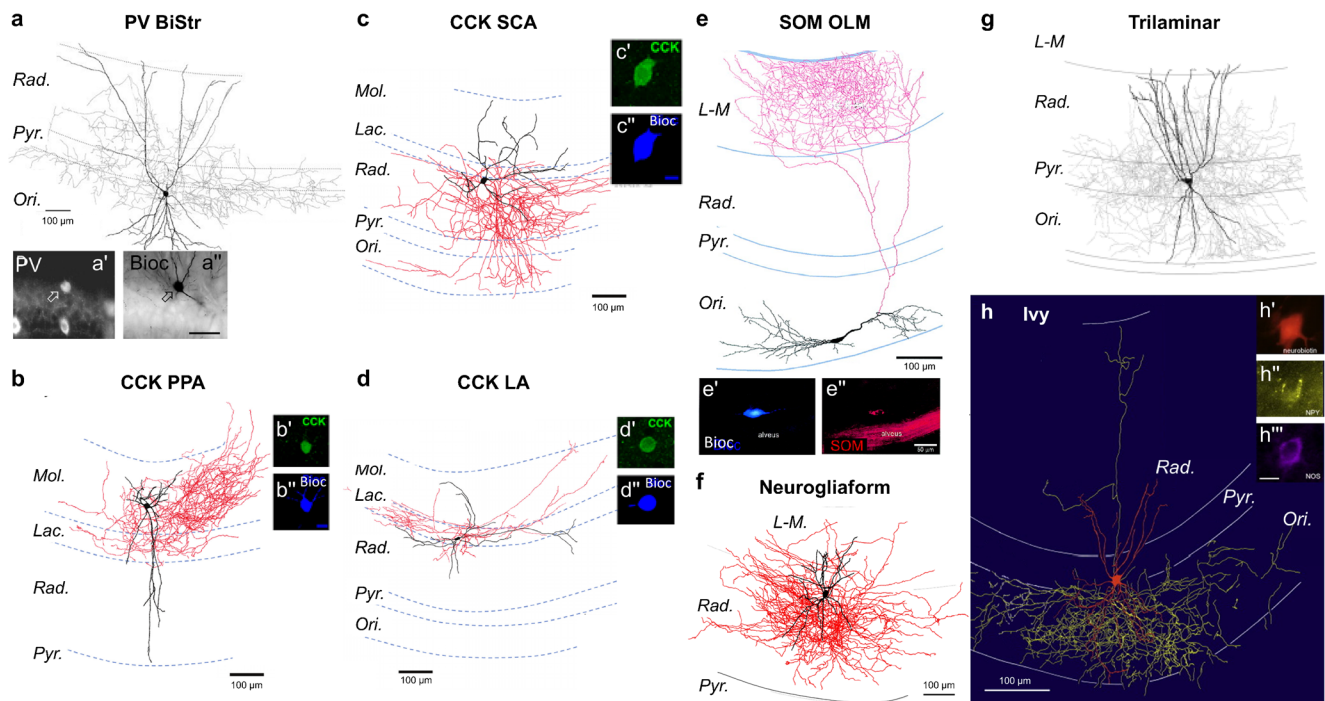 a
PV BiStr
Rad.
Pyr.
Ori.
100 µm
PV
a'
Bioc
a"
b
CCK PPA
Mol.
Lac.
Rad.
Pyr.
100 µm
b'
CCK
b"
Bioc
c
CCK SCA
Mol.
Lac.
Rad.
Pyr.
Ori.
100 µm
c'
CCK
c"
Bioc
d
CCK LA
Mol.
Lac.
Rad.
Pyr.
Ori.
100 µm
d'
CCK
d"
Bioc
e
SOM OLM
L-M
Rad.
Pyr.
Ori.
100 µm
e'
alveus
Bioc
e"
alveus
SOM
50 µm
f
Neurogliaform
L-M.
Rad.
Pyr.
100 µm
g
Trilaminar
L-M
Rad.
Pyr.
Ori.
h
Ivy
Rad.
Pyr.
Ori.
100 µm
h'
neurobiotin
h"
NPY
h'"
NOS